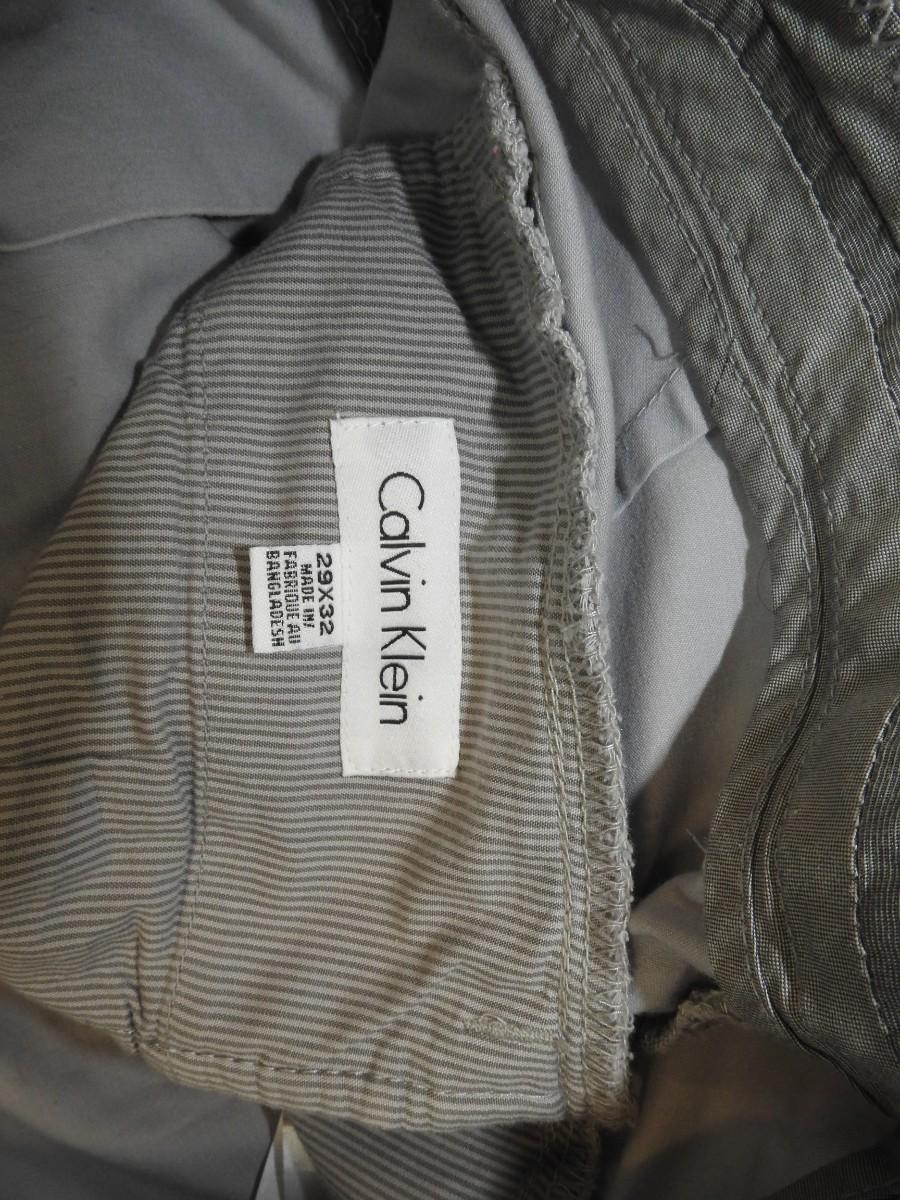 Calvin Klein
29X32
MADE IN/
FABRIQUE AU
BANGLADESH